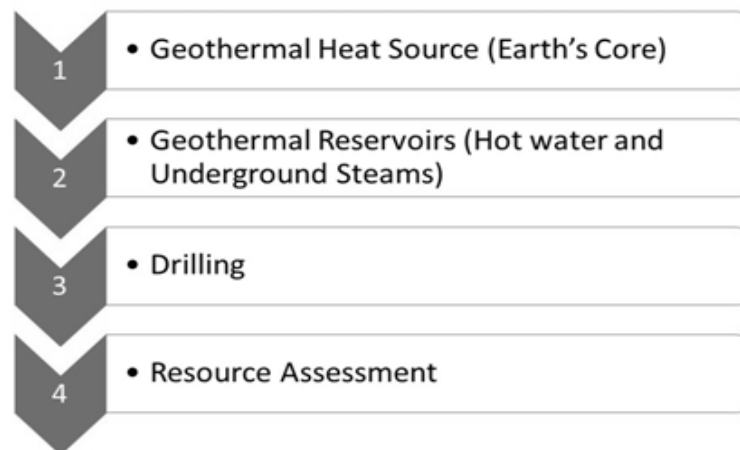 1
• Geothermal Heat Source (Earth's Core)
2
• Geothermal Reservoirs (Hot water and
Underground Steams)
3
• Drilling
4
• Resource Assessment